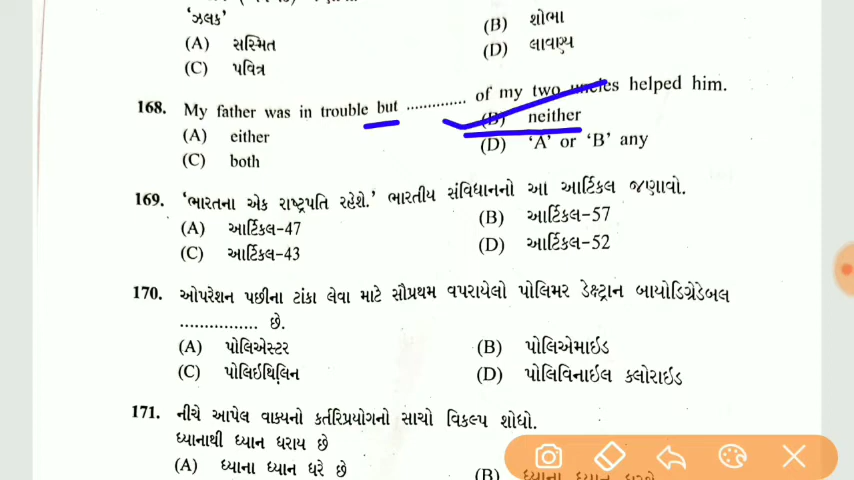 'ઝલક'
(A) સસ્મિત
(B) શોભા
(C) પવિત્ર
(D) લાવણ્ય
168. My father was in trouble but .............. of my two uncles helped him.
(A) either
(B) neither
(C) both
(D) 'A' or 'B' any
169. 'ભારતના એક રાષ્ટ્રપતિ રહેશે.' ભારતીય સંવિધાનનો આ આર્ટિકલ જણાવો.
(A) આર્ટિકલ-47
(B) આર્ટિકલ-57
(C) આર્ટિકલ-43
(D) આર્ટિકલ-52
170. ઓપરેશન પછીના ટાંકા લેવા માટે સૌપ્રથમ વપરાયેલો પોલિમર ડેક્ષ્ટ્રાન બાયોડિગ્રેડેબલ
................ છે.
(A) પોલિએસ્ટર
(B) પોલિએમાઇડ
(C) પોલિઇથિલિન
(D) પોલિવિનાઇલ ક્લોરાઇડ
171. નીચે આપેલ વાક્યનો કર્તરિપ્રયોગનો સાચો વિકલ્પ શોધો.
ધ્યાનાથી ધ્યાન ધરાય છે
(A) ધ્યાના ધ્યાન ધરે છે
(B)